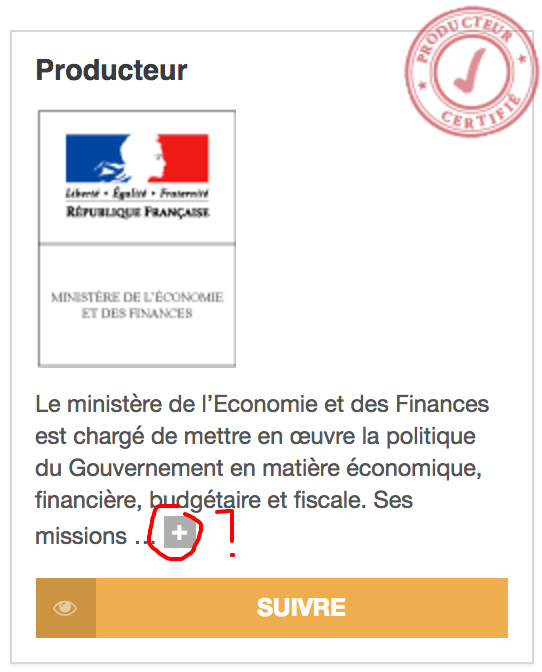 PRODUCTEUR CERTIFIÉ
Producteur
Liberté • Égalité • Fraternité
RÉPUBLIQUE FRANÇAISE
MINISTÈRE DE L'ÉCONOMIE
ET DES FINANCES
Le ministère de l'Economie et des Finances
est chargé de mettre en œuvre la politique
du Gouvernement en matière économique,
financière, budgétaire et fiscale. Ses
missions ... + !
SUIVRE